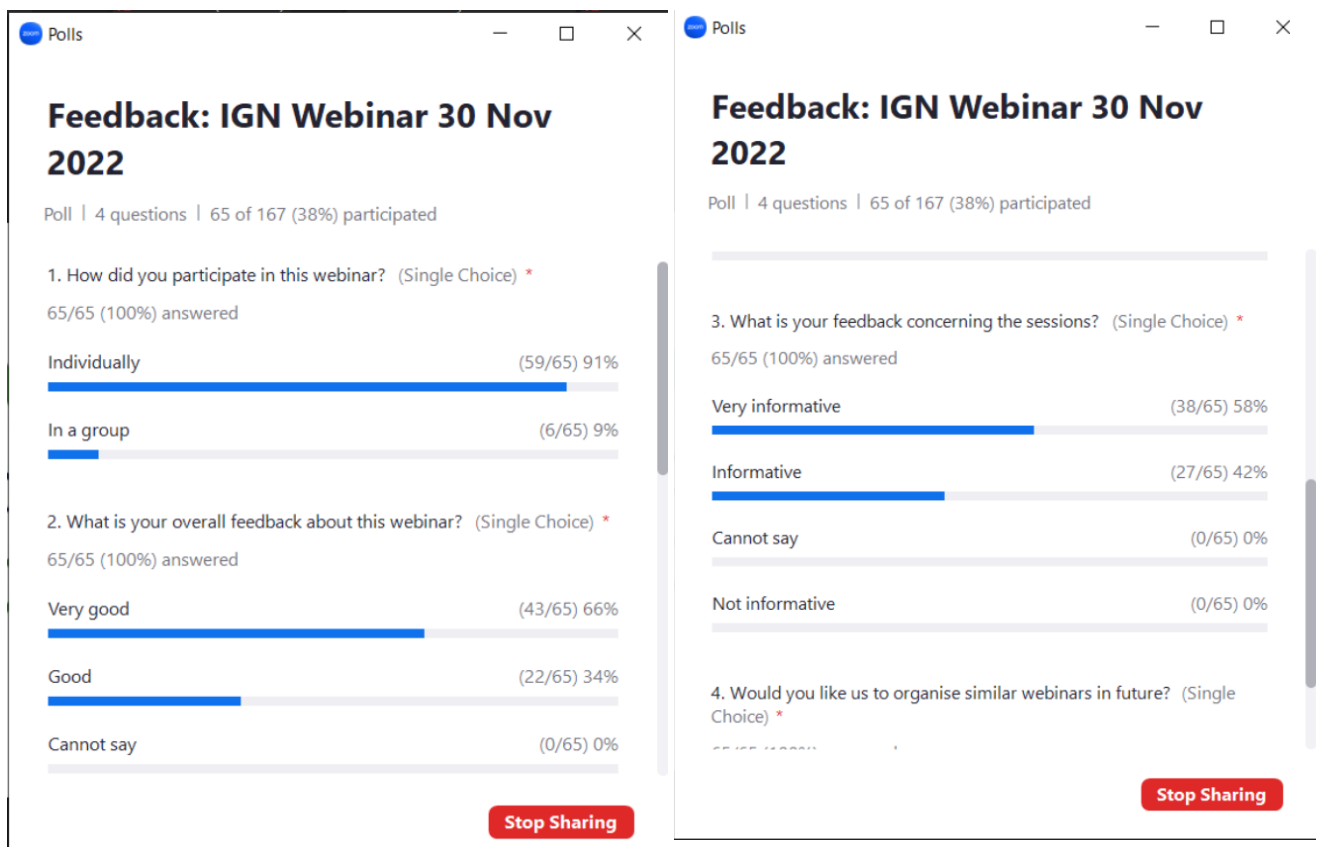 zoom Polls
Feedback: IGN Webinar 30 Nov
2022
Poll | 4 questions | 65 of 167 (38%) participated
1. How did you participate in this webinar? (Single Choice) *
65/65 (100%) answered
Individually (59/65) 91%
In a group (6/65) 9%
2. What is your overall feedback about this webinar? (Single Choice) *
65/65 (100%) answered
Very good (43/65) 66%
Good (22/65) 34%
Cannot say (0/65) 0%
Stop Sharing
zoom Polls
Feedback: IGN Webinar 30 Nov
2022
Poll | 4 questions | 65 of 167 (38%) participated
3. What is your feedback concerning the sessions? (Single Choice) *
65/65 (100%) answered
Very informative (38/65) 58%
Informative (27/65) 42%
Cannot say (0/65) 0%
Not informative (0/65) 0%
4. Would you like us to organise similar webinars in future? (Single
Choice) *
Stop Sharing